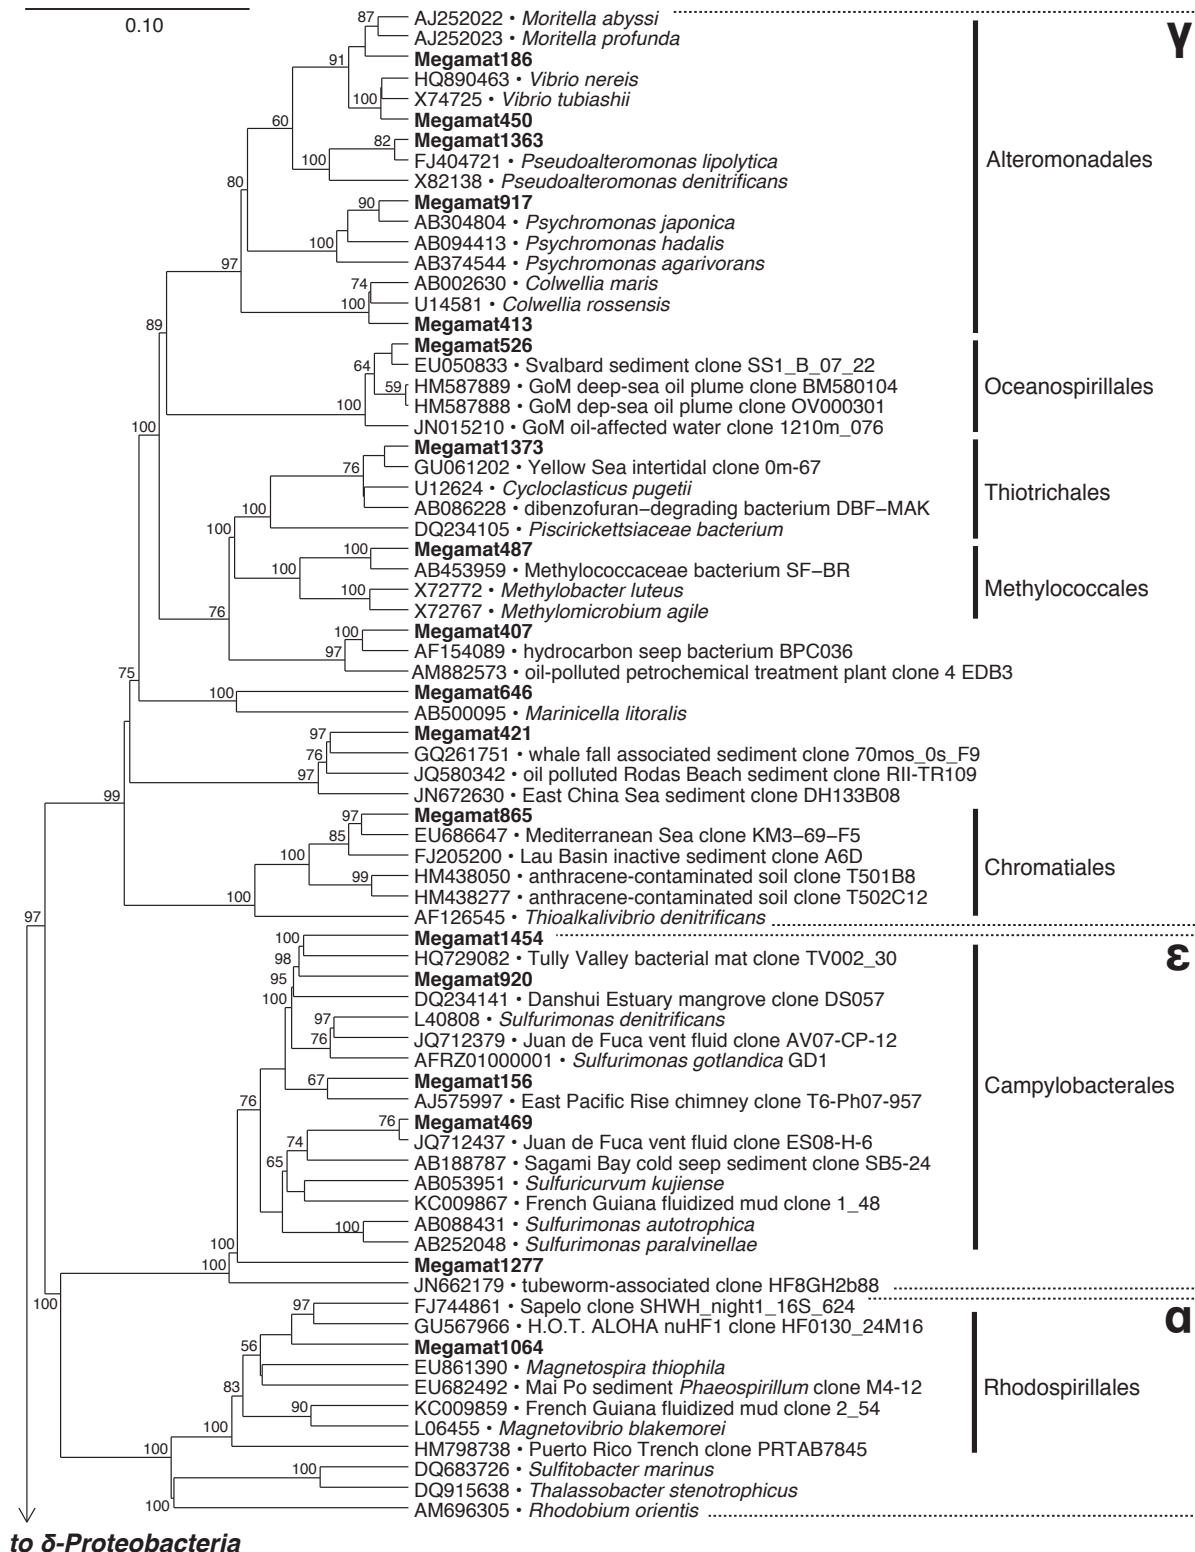 0.10
87
AJ252022 • Moritella abyssi
γ
AJ252023 • Moritella profunda
91
Megamat186
HQ890463 • Vibrio nereis
100
X74725 • Vibrio tubiashii
60
Megamat450
82
Megamat1363
100
FJ404721 • Pseudoalteromonas lipolytica
Alteromonadales
80
X82138 • Pseudoalteromonas denitrificans
90
Megamat917
AB304804 • Psychromonas japonica
100
AB094413 • Psychromonas hadalis
97
AB374544 • Psychromonas agarivorans
74
AB002630 • Colwellia maris
100
U14581 • Colwellia rossensis
89
Megamat413
Megamat526
64
EU050833 • Svalbard sediment clone SS1_B_07_22
59
HM587889 • GoM deep-sea oil plume clone BM580104
Oceanospirillales
100
HM587888 • GoM dep-sea oil plume clone OV000301
100
JN015210 • GoM oil-affected water clone 1210m_076
Megamat1373
76
GU061202 • Yellow Sea intertidal clone 0m-67
U12624 • Cycloclasticus pugetii
Thiotrichales
100
AB086228 • dibenzofuran−degrading bacterium DBF−MAK
100
DQ234105 • Piscirickettsiaceae bacterium
100
Megamat487
100
AB453959 • Methylococcaceae bacterium SF−BR
100
X72772 • Methylobacter luteus
Methylococcales
76
X72767 • Methylomicrobium agile
100
Megamat407
97
AF154089 • hydrocarbon seep bacterium BPC036
75
AM882573 • oil-polluted petrochemical treatment plant clone 4 EDB3
100
Megamat646
AB500095 • Marinicella litoralis
97
Megamat421
76
GQ261751 • whale fall associated sediment clone 70mos_0s_F9
97
JQ580342 • oil polluted Rodas Beach sediment clone RII-TR109
99
JN672630 • East China Sea sediment clone DH133B08
97
Megamat865
85
EU686647 • Mediterranean Sea clone KM3−69−F5
100
FJ205200 • Lau Basin inactive sediment clone A6D
Chromatiales
99
HM438050 • anthracene-contaminated soil clone T501B8
100
HM438277 • anthracene-contaminated soil clone T502C12
97
AF126545 • Thioalkalivibrio denitrificans
100
Megamat1454
ε
98
HQ729082 • Tully Valley bacterial mat clone TV002_30
95
Megamat920
100
DQ234141 • Danshui Estuary mangrove clone DS057
97
L40808 • Sulfurimonas denitrificans
76
JQ712379 • Juan de Fuca vent fluid clone AV07-CP-12
AFRZ01000001 • Sulfurimonas gotlandica GD1
67
Megamat156
Campylobacterales
76
AJ575997 • East Pacific Rise chimney clone T6-Ph07-957
76
Megamat469
74
JQ712437 • Juan de Fuca vent fluid clone ES08-H-6
65
AB188787 • Sagami Bay cold seep sediment clone SB5-24
AB053951 • Sulfuricurvum kujiense
KC009867 • French Guiana fluidized mud clone 1_48
100
AB088431 • Sulfurimonas autotrophica
100
AB252048 • Sulfurimonas paralvinellae
100
Megamat1277
JN662179 • tubeworm-associated clone HF8GH2b88
100
97
FJ744861 • Sapelo clone SHWH_night1_16S_624
α
GU567966 • H.O.T. ALOHA nuHF1 clone HF0130_24M16
56
Megamat1064
EU861390 • Magnetospira thiophila
83
EU682492 • Mai Po sediment Phaeospirillum clone M4-12
Rhodospirillales
90
KC009859 • French Guiana fluidized mud clone 2_54
100
L06455 • Magnetovibrio blakemorei
100
HM798738 • Puerto Rico Trench clone PRTAB7845
100
DQ683726 • Sulfitobacter marinus
DQ915638 • Thalassobacter stenotrophicus
100
AM696305 • Rhodobium orientis
to δ-Proteobacteria